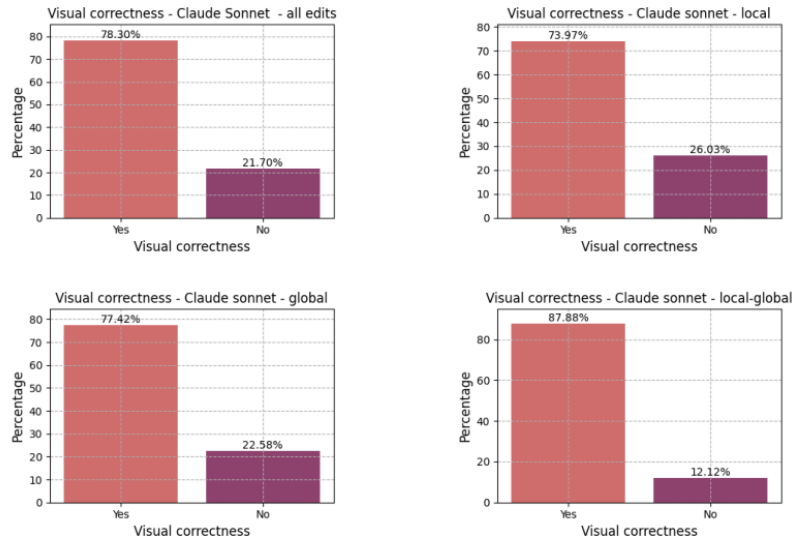 Visual correctness - Claude Sonnet - all edits
80
70
60
50
40
30
20
10
0
Percentage
78.30%
21.70%
Yes
No
Visual correctness
Visual correctness - Claude sonnet - local
80
70
60
50
40
30
20
10
0
Percentage
73.97%
26.03%
Yes
No
Visual correctness
Visual correctness - Claude sonnet - global
80
70
60
50
40
30
20
10
0
Percentage
77.42%
22.58%
Yes
No
Visual correctness
Visual correctness - Claude sonnet - local-global
80
60
40
20
0
Percentage
87.88%
12.12%
Yes
No
Visual correctness